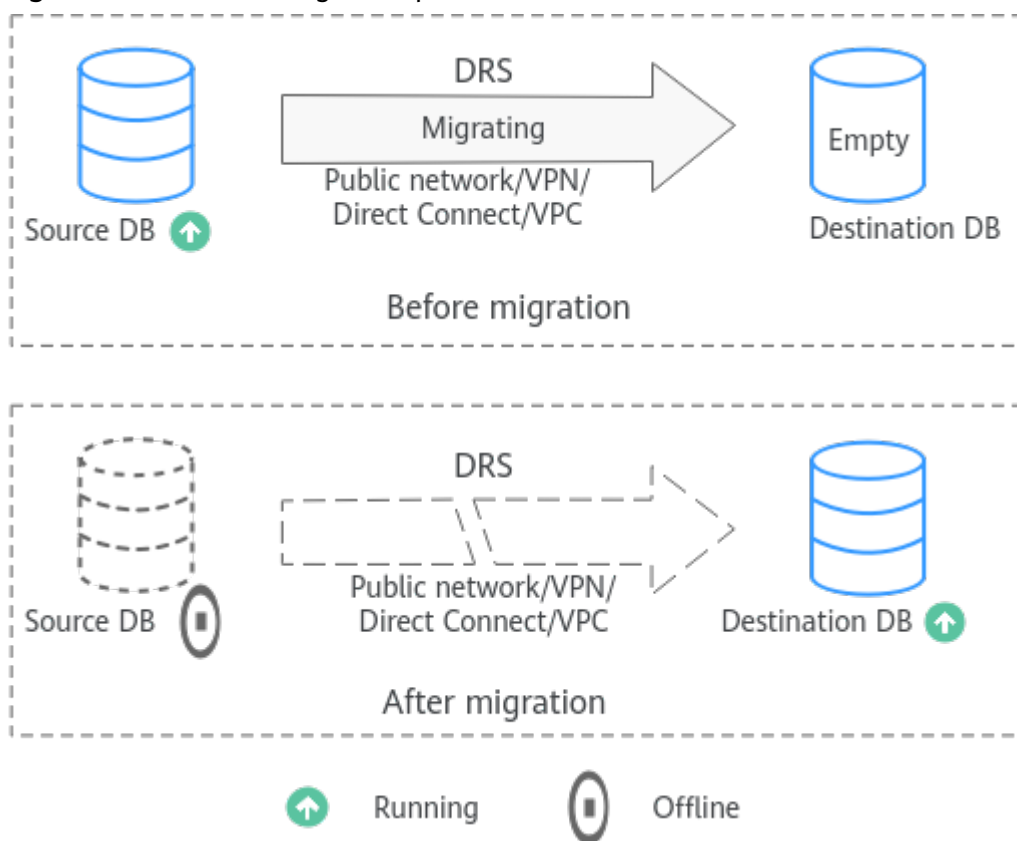 DRS
Migrating
Empty
Public network/VPN/
Direct Connect/VPC
Source DB
Destination DB
Before migration
DRS
Public network/VPN/
Direct Connect/VPC
Source DB
Destination DB
After migration
Running
Offline